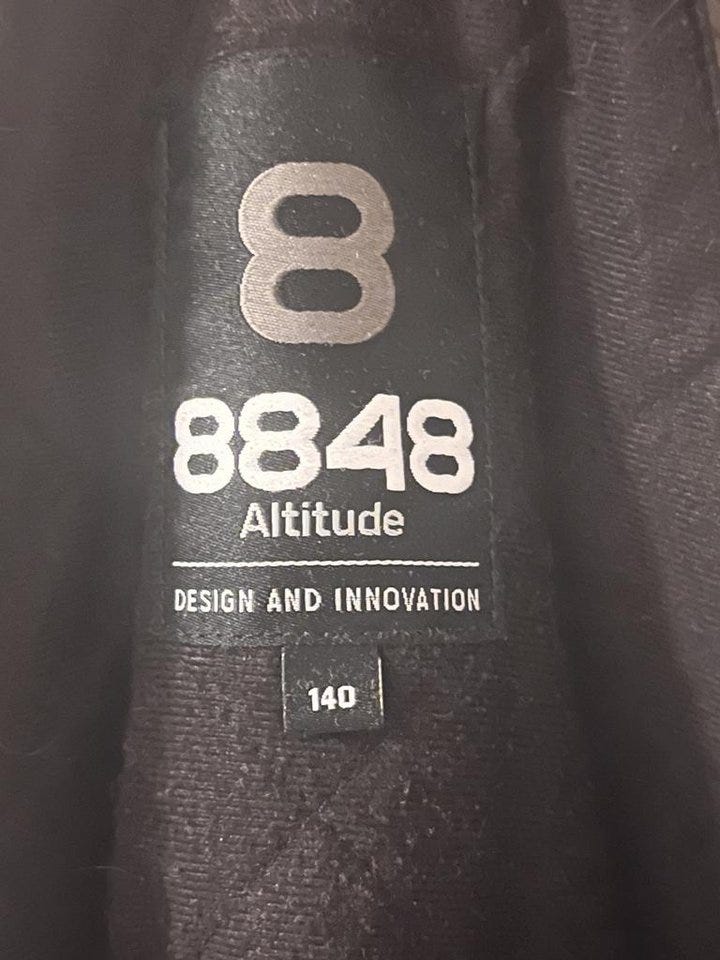 8
8848
Altitude
DESIGN AND INNOVATION
140